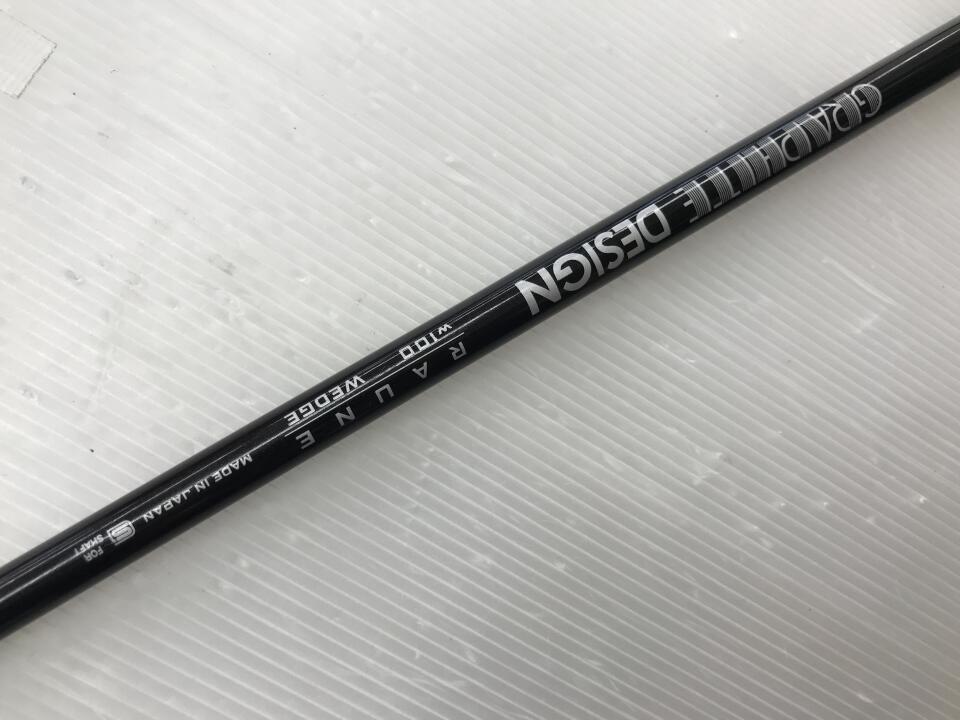 GRAPHITE DESIGN
RAUNE
W100 WEDGE
MADE IN JAPAN
FOR
SHAFT